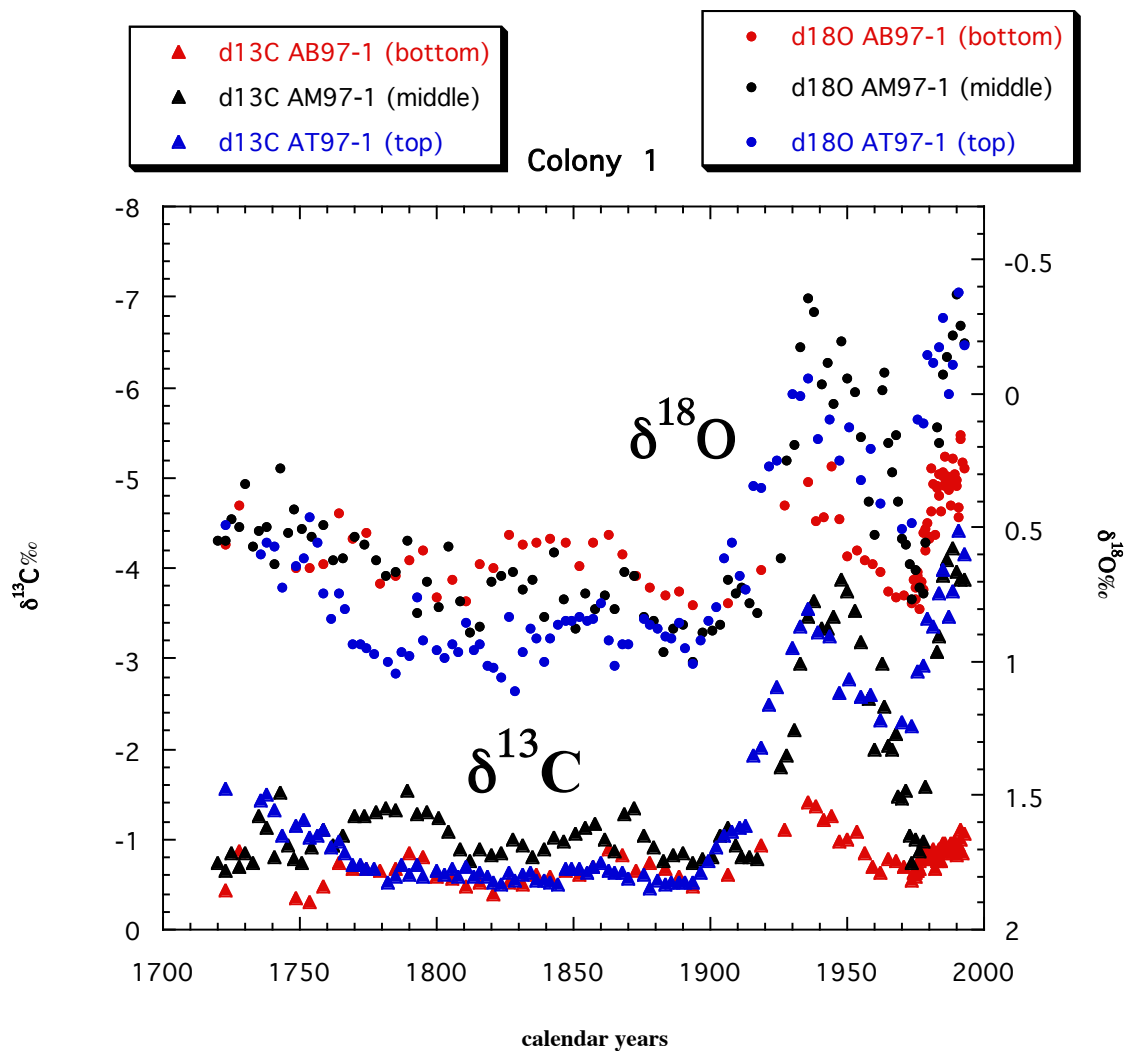 d13C AB97-1 (bottom)
d13C AM97-1 (middle)
d13C AT97-1 (top)
d18O AB97-1 (bottom)
d18O AM97-1 (middle)
d18O AT97-1 (top)
Colony 1
-8
-7
-6
-5
-4
-3
-2
-1
0
δ¹³C‰
δ¹⁸O
δ¹³C
-0.5
0
0.5
1
1.5
2
δ¹⁸O‰
1700 1750 1800 1850 1900 1950 2000
calendar years